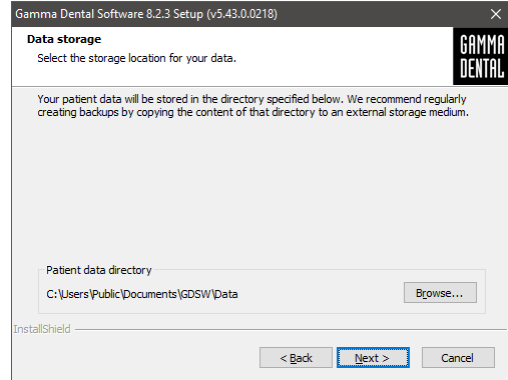 Gamma Dental Software 8.2.3 Setup (v5.43.0.0218)
Data storage
Select the storage location for your data.
GAMMA
DENTAL
Your patient data will be stored in the directory specified below. We recommend regularly
creating backups by copying the content of that directory to an external storage medium.
Patient data directory
C:\Users\Public\Documents\GDSW\Data
Browse...
InstallShield
< Back
Next >
Cancel